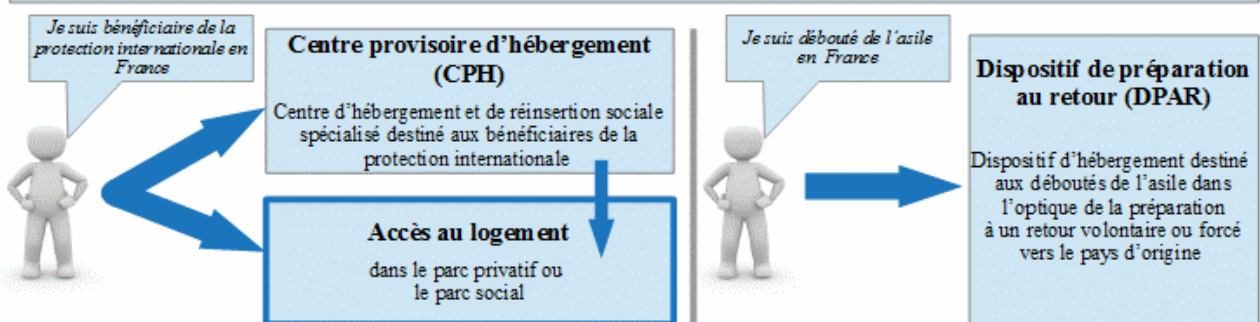 Je suis bénéficiaire de la
protection internationale en
France
Centre provisoire d’hébergement
(CPH)
Centre d’hébergement et de réinsertion sociale
spécialisé destiné aux bénéficiaires de la
protection internationale
Accès au logement
dans le parc privatif ou
le parc social
Je suis débouté de l’asile
en France
Dispositif de préparation
au retour (DPAR)
Dispositif d’hébergement destiné
aux déboutés de l’asile dans
l’optique de la préparation
à un retour volontaire ou forcé
vers le pays d’origine